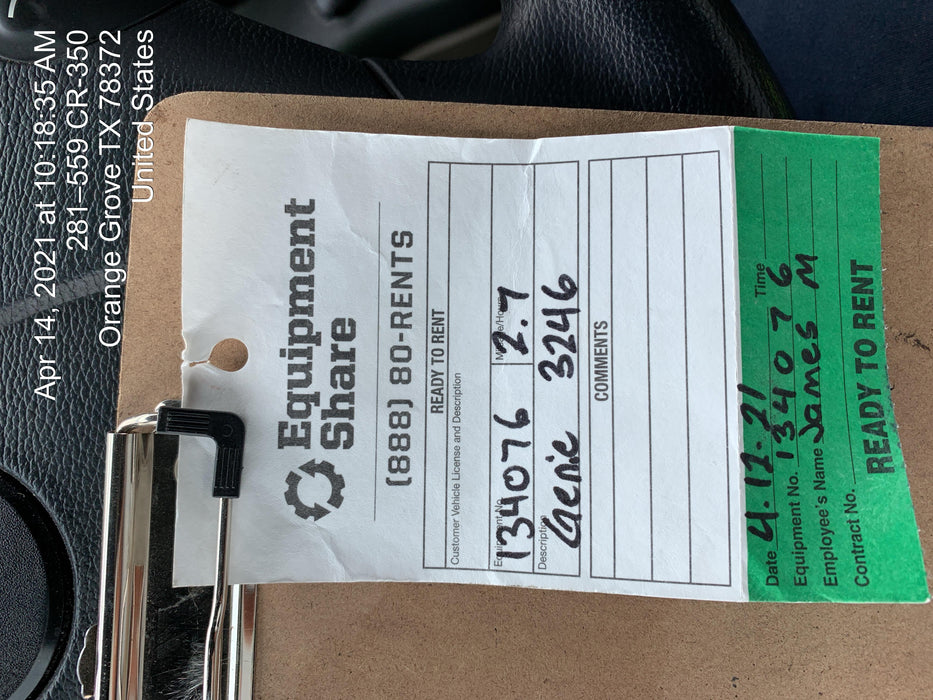 Apr 14, 2021 at 10:18:35 AM
281–559 CR-350
Orange Grove TX 78372
United States
Equipment
Share
(888) 80-RENTS
READY TO RENT
Customer Vehicle License and Description
Equipment No. 134076 2.7
Description Genie 3246
COMMENTS
Date 4.12.21 Time
Equipment No. 134076
Employee's Name James M
Contract No.
READY TO RENT